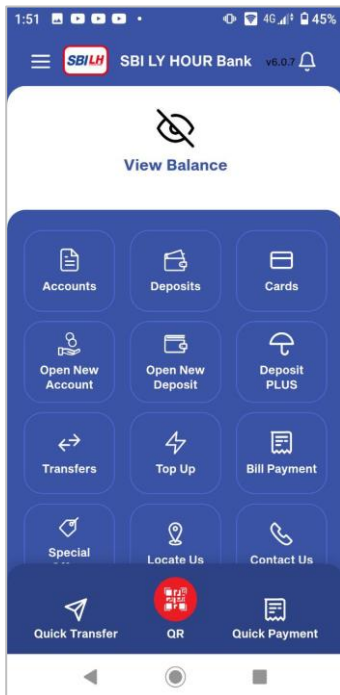 1:51 4G 45%
SBI LH SBI LY HOUR Bank v6.0.7
View Balance
Accounts Deposits Cards
Open New Open New Deposit
Account Deposit PLUS
Transfers Top Up Bill Payment
Special
Locate Us Contact Us
Quick Transfer QR Quick Payment